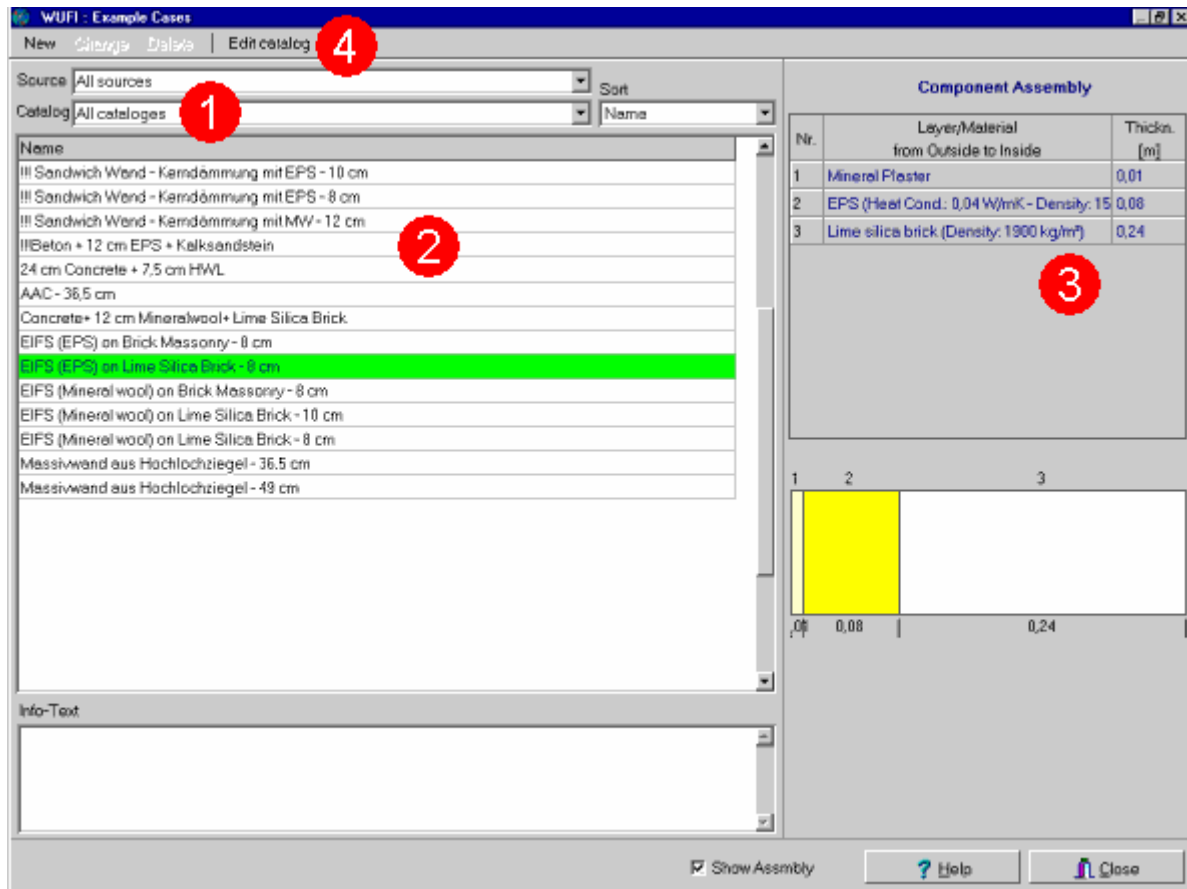 WUFI : Example Cases
New Change Delete | Edit catalog 4
Source All sources
Sort
Catalog All cataloges 1 Name
Name
!!! Sandwich Wand - Kerndämmung mit EPS - 10 cm
!!! Sandwich Wand - Kerndämmung mit EPS - 8 cm
!!! Sandwich Wand - Kerndämmung mit MW - 12 cm
!!!Beton + 12 cm EPS + Kalksandstein
2
24 cm Concrete + 7,5 cm HWL
AAC - 36,5 cm
Concrete+ 12 cm Mineralwool+ Lime Silica Brick
EIFS (EPS) on Brick Massonry - 8 cm
EIFS (EPS) on Lime Silica Brick - 8 cm
EIFS (Mineral wool) on Brick Massonry - 8 cm
EIFS (Mineral wool) on Lime Silica Brick - 10 cm
EIFS (Mineral wool) on Lime Silica Brick - 8 cm
Massivwand aus Hochlochziegel - 36.5 cm
Massivwand aus Hochlochziegel - 49 cm
Info-Text
Component Assembly
Nr. Layer/Material from Outside to Inside Thickn. [m]
1 Mineral Plaster 0,01
2 EPS (Heat Cond.: 0,04 W/mK - Density: 15 0,08
3 Lime silica brick (Density: 1900 kg/m³) 0,24
3
1 2 3
0,08 0,24
Show Assmbly ? Help Close